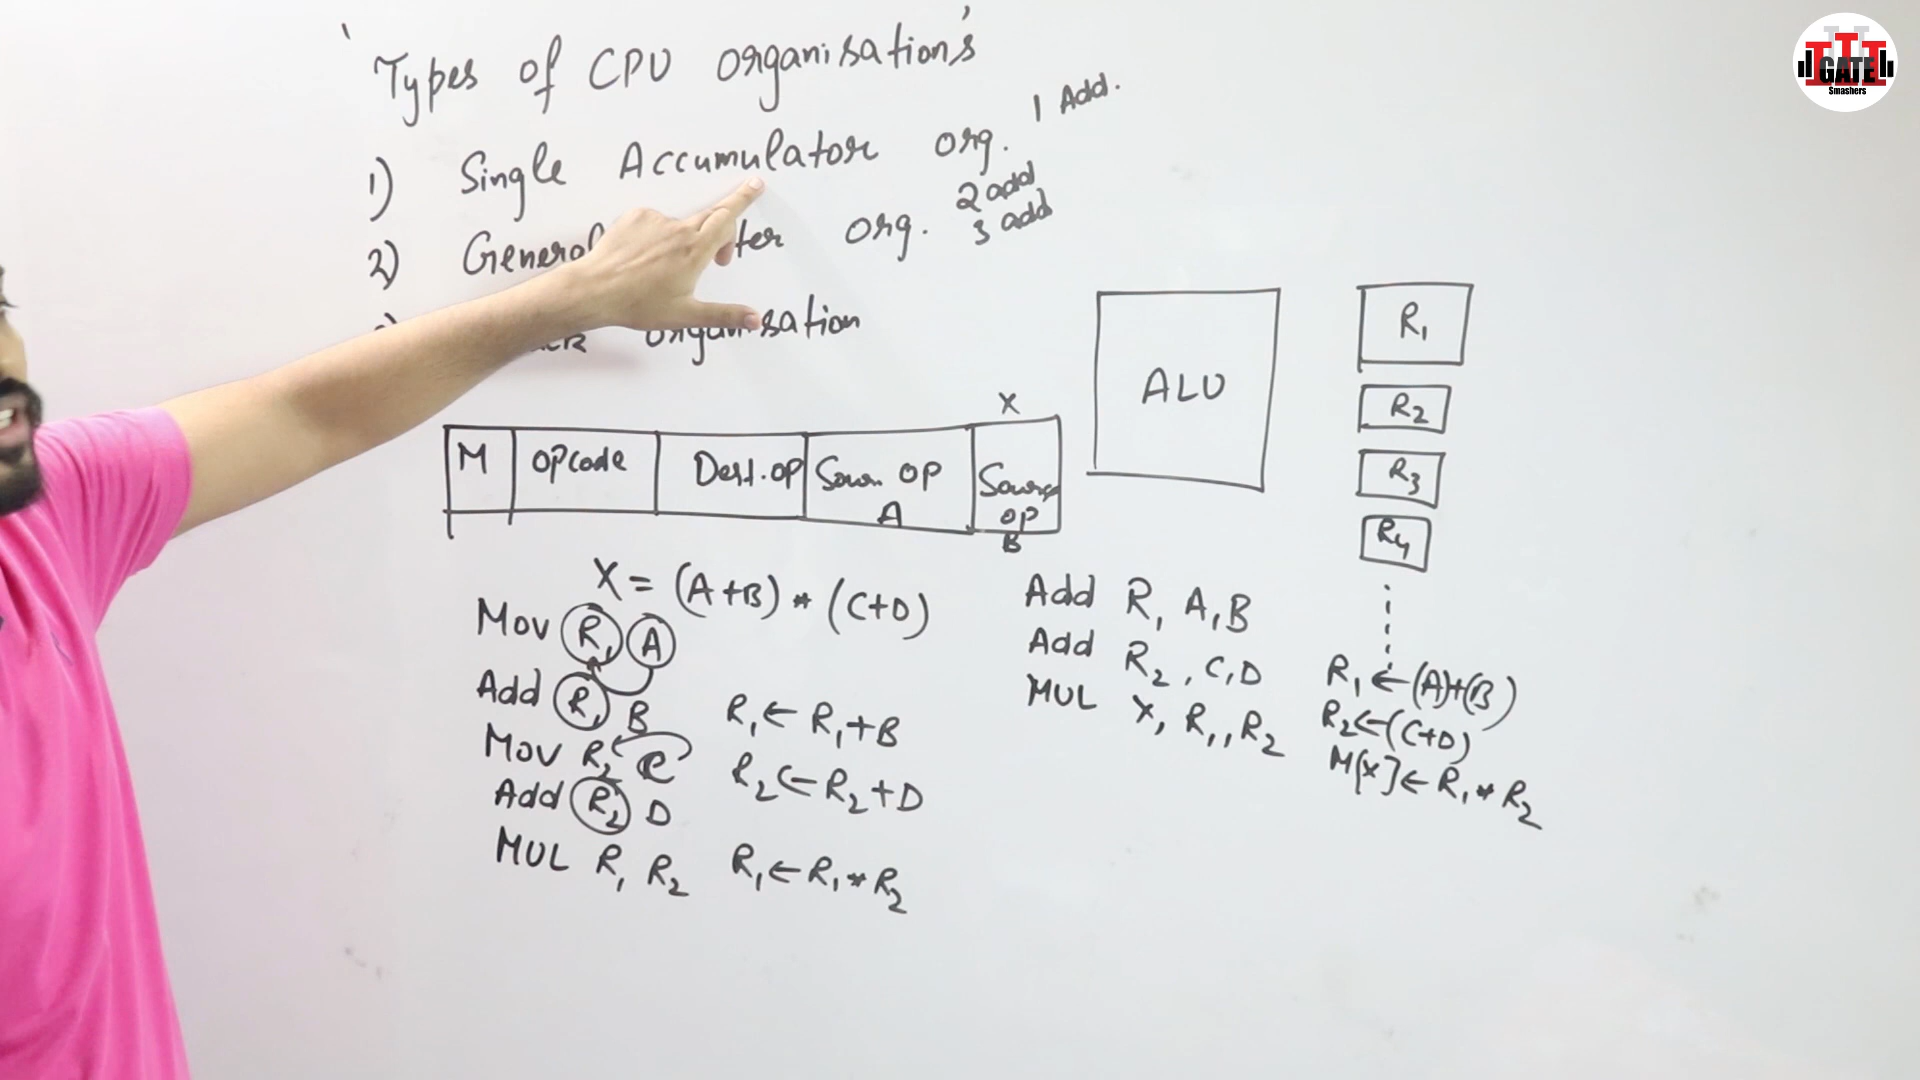 Types of CPU organisation's
1) Single Accumulator org. 1 Add.
2) General ter org. 2 add
3 add
organisation
X
M Opcode Dest.op Sour. OP A Source OP B
ALU
R1
R2
R3
R4
X = (A+B) * (C+D)
Mov R1 A
Add R1 B R1 ← R1+B
Mov R2 C
Add R2 D R2 ← R2+D
MUL R1 R2 R1 ← R1 * R2
Add R1 A, B
Add R2, C, D
MUL X, R1, R2
R1 ← (A)+(B)
R2 ← (C+D)
M[X] ← R1 * R2
GATE
Smashers